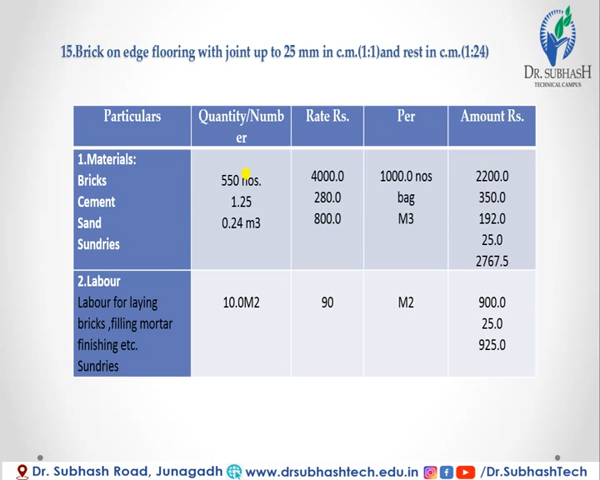 15.Brick on edge flooring with joint up to 25 mm in c.m.(1:1)and rest in c.m.(1:24)
DR. SUBHASH
TECHNICAL CAMPUS
Particulars Quantity/Numb er Rate Rs. Per Amount Rs.
1.Materials:
Bricks 550 nos. 4000.0 1000.0 nos 2200.0
Cement 1.25 280.0 bag 350.0
Sand 0.24 m3 800.0 M3 192.0
Sundries 25.0
2767.5
2.Labour
Labour for laying 10.0M2 90 M2 900.0
bricks ,filling mortar 25.0
finishing etc. 925.0
Sundries
Dr. Subhash Road, Junagadh www.drsubhashtech.edu.in /Dr.SubhashTech